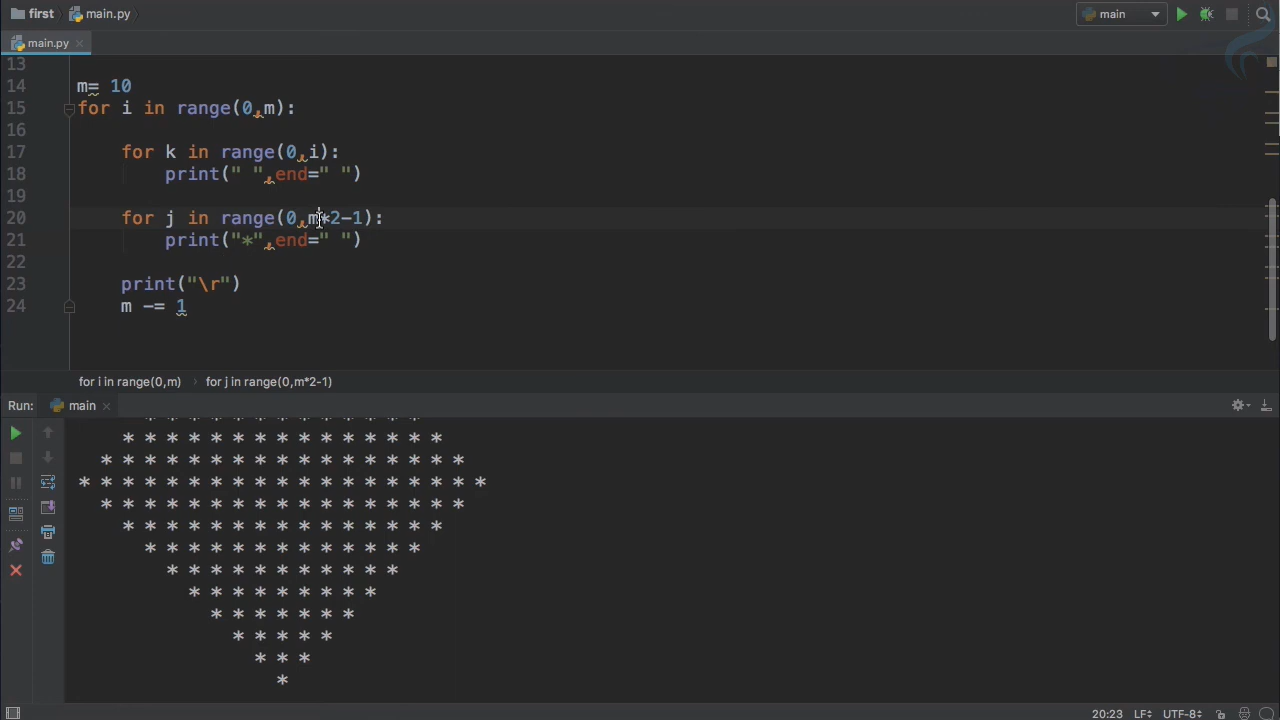 first main.py main
main.py
13
14 m= 10
15 for i in range(0,m):
16
17     for k in range(0,i):
18         print(" ",end=" ")
19
20     for j in range(0,m*2-1):
21         print("*",end=" ")
22
23     print("\r")
24     m -= 1
for i in range(0,m) › for j in range(0,m*2-1)
Run: main
* * * * * * * * * * * * *
* * * * * * * * * * * * * * *
* * * * * * * * * * * * * * * * *
* * * * * * * * * * * * * * * * * * *
* * * * * * * * * * * * * * * * *
* * * * * * * * * * * * * * *
* * * * * * * * * * * * *
* * * * * * * * * * *
* * * * * * * * *
* * * * * * *
* * * * *
* * *
*
20:23 LF÷ UTF-8÷